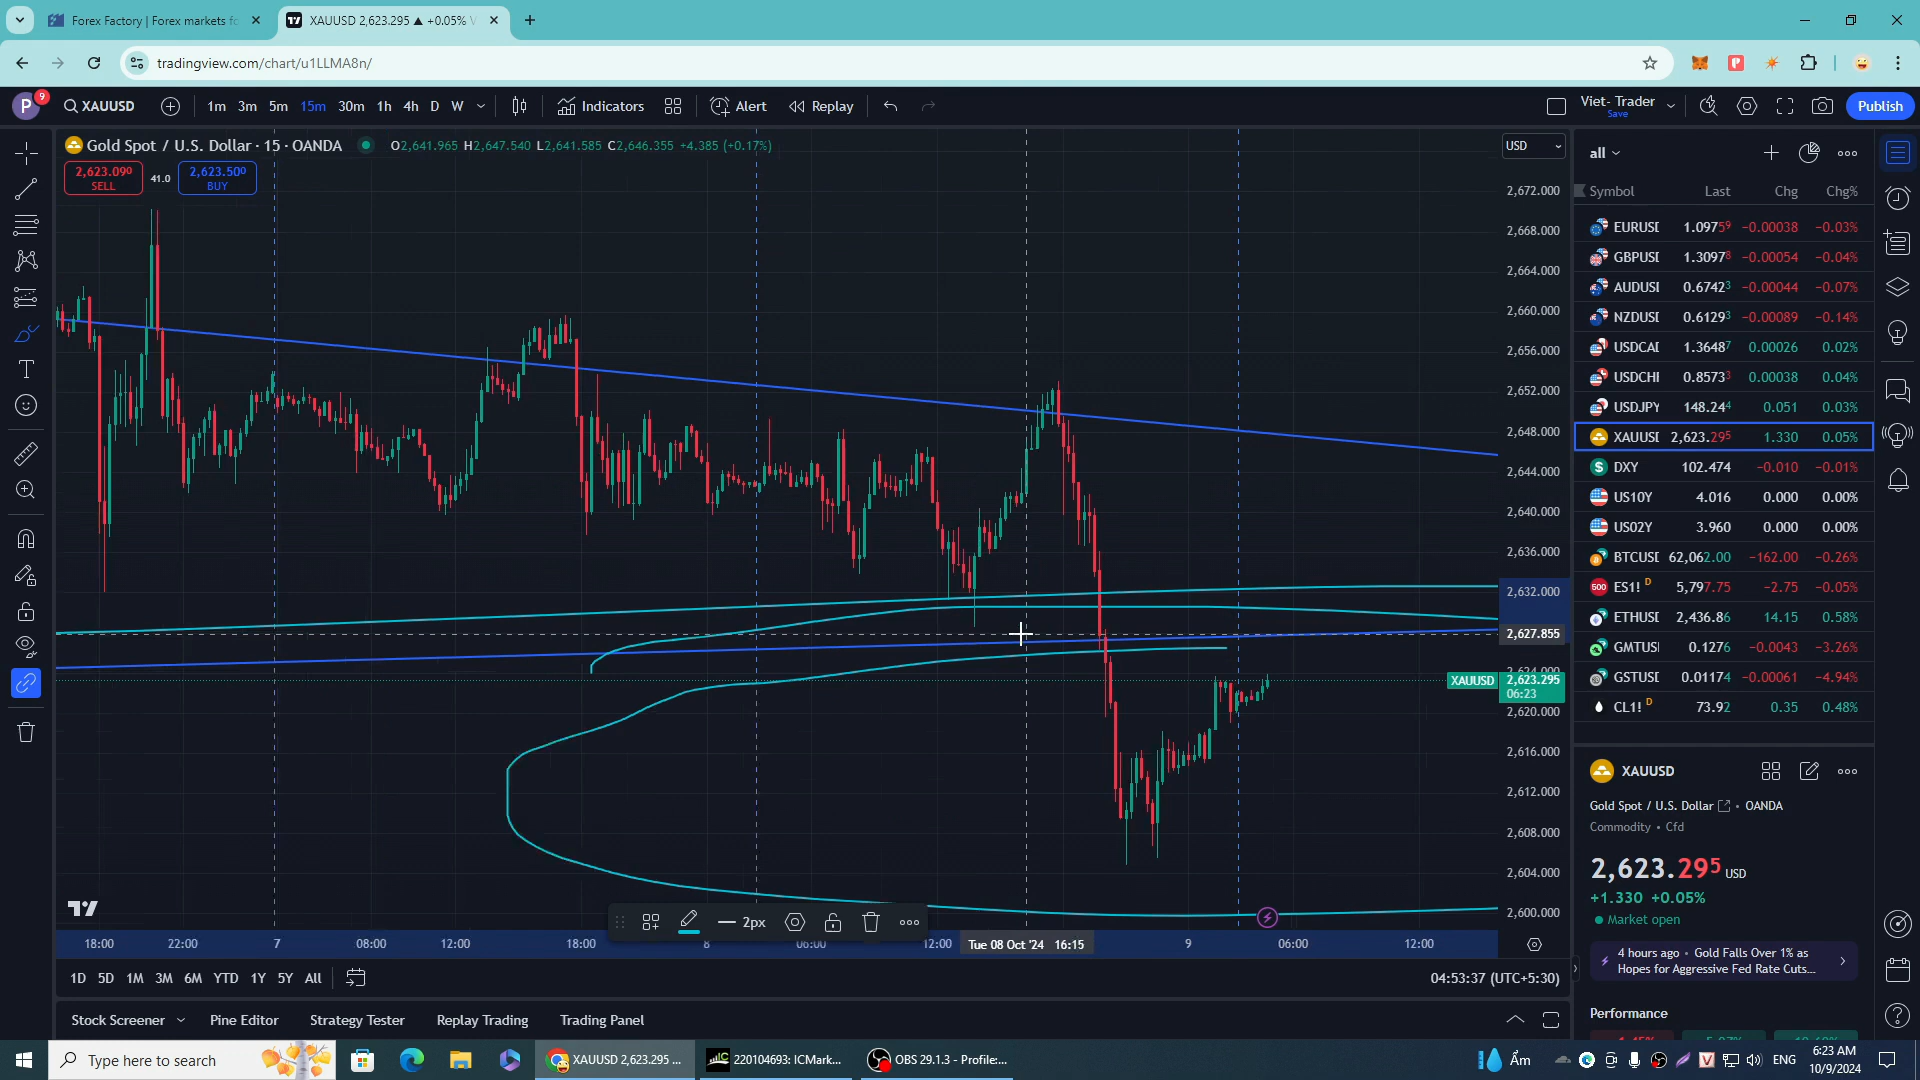 Forex Factory | Forex markets fo
XAUUSD 2,623.295 ▲ +0.05% V
tradingview.com/chart/u1LLMA8n/
P
9
XAUUSD
1m 3m 5m 15m 30m 1h 4h D W
Indicators
Alert
Replay
Viet- Trader
Save
Publish
Gold Spot / U.S. Dollar · 15 · OANDA
O2,641.965 H2,647.540 L2,641.585 C2,646.355 +4.385 (+0.17%)
USD
2,623.090
SELL
41.0
2,623.500
BUY
2,672.000
2,668.000
2,664.000
2,660.000
2,656.000
2,652.000
2,648.000
2,644.000
2,640.000
2,636.000
2,632.000
2,627.855
2,624.000
XAUUSD 2,623.295
06:23
2,620.000
2,616.000
2,612.000
2,608.000
2,604.000
2,600.000
2px
18:00 22:00 7 08:00 12:00 18:00 8 06:00 12:00 Tue 08 Oct '24 16:15 9 06:00 12:00
1D 5D 1M 3M 6M YTD 1Y 5Y All
04:53:37 (UTC+5:30)
Stock Screener
Pine Editor
Strategy Tester
Replay Trading
Trading Panel
all
Symbol Last Chg Chg%
EURUSD 1.09759 −0.00038 −0.03%
GBPUSD 1.30978 −0.00054 −0.04%
AUDUSD 0.67423 −0.00044 −0.07%
NZDUSD 0.61293 −0.00089 −0.14%
USDCAD 1.36487 0.00026 0.02%
USDCHF 0.85733 0.00038 0.04%
USDJPY 148.244 0.051 0.03%
XAUUSD 2,623.295 1.330 0.05%
DXY 102.474 −0.010 −0.01%
US10Y 4.016 0.000 0.00%
US02Y 3.960 0.000 0.00%
BTCUSD 62,062.00 −162.00 −0.26%
500 ES1! D 5,797.75 −2.75 −0.05%
ETHUSD 2,436.86 14.15 0.58%
GMTUSD 0.1276 −0.0043 −3.26%
GSTUSD 0.01174 −0.00061 −4.94%
CL1! D 73.92 0.35 0.48%
XAUUSD
Gold Spot / U.S. Dollar • OANDA
Commodity • Cfd
2,623.295 USD
+1.330 +0.05%
Market open
4 hours ago • Gold Falls Over 1% as
Hopes for Aggressive Fed Rate Cuts...
Performance
Type here to search
XAUUSD 2,623.295 ...
220104693: ICMark...
OBS 29.1.3 - Profile:...
Ẩm
ENG
6:23 AM
10/9/2024